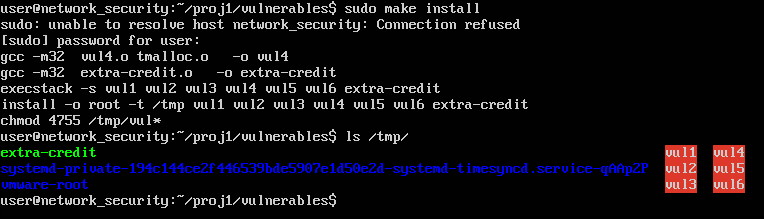 user@network_security:~/proj1/vulnerables$ sudo make install
sudo: unable to resolve host network_security: Connection refused
[sudo] password for user:
gcc -m32  vul4.o tmalloc.o   -o vul4
gcc -m32  extra-credit.o   -o extra-credit
execstack -s vul1 vul2 vul3 vul4 vul5 vul6 extra-credit
install -o root -t /tmp vul1 vul2 vul3 vul4 vul5 vul6 extra-credit
chmod 4755 /tmp/vul*
user@network_security:~/proj1/vulnerables$ ls /tmp/
extra-credit vul1 vul4
systemd-private-194c144ce2f446539bde5907e1d50e2d-systemd-timesyncd.service-qAAp2P vul2 vul5
vmware-root vul3 vul6
user@network_security:~/proj1/vulnerables$